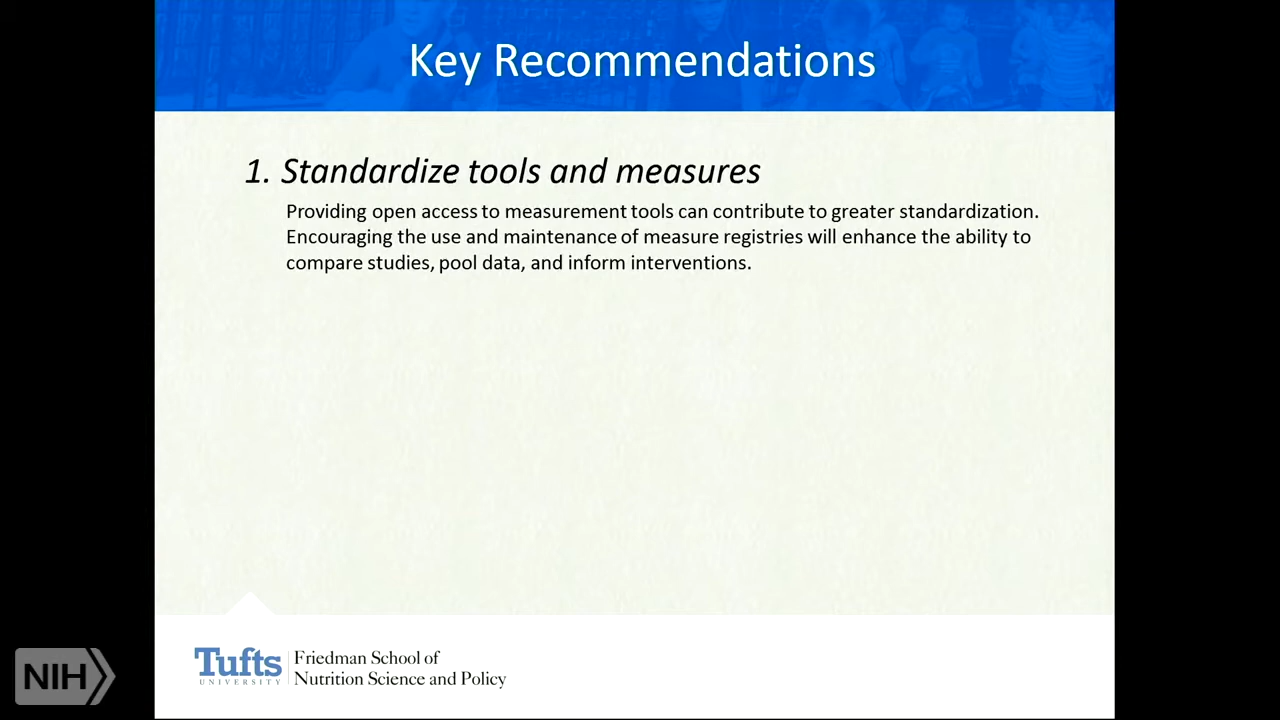 Key Recommendations
1. Standardize tools and measures
Providing open access to measurement tools can contribute to greater standardization.
Encouraging the use and maintenance of measure registries will enhance the ability to
compare studies, pool data, and inform interventions.
Tufts
UNIVERSITY
Friedman School of
Nutrition Science and Policy
NIH